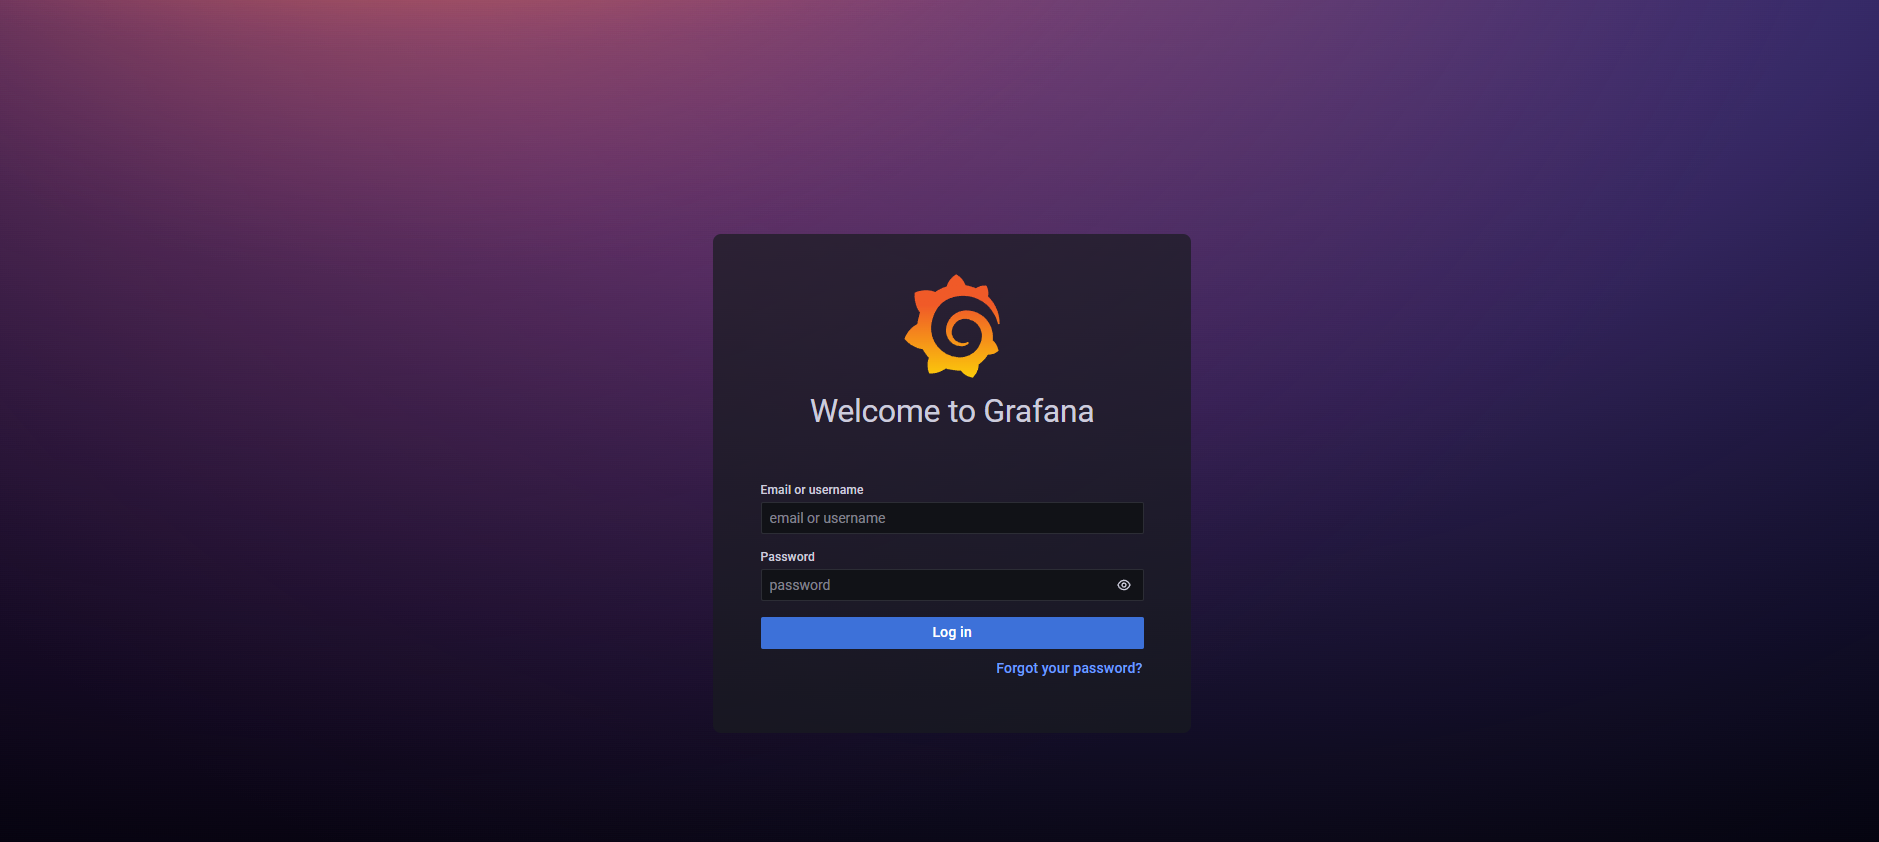 Welcome to Grafana
Email or username
email or username
Password
password
Log in
Forgot your password?